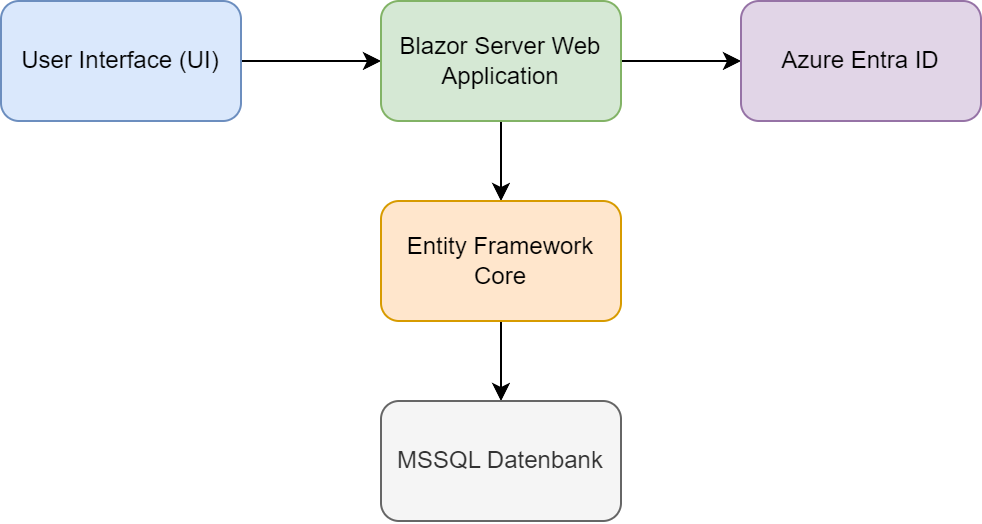 User Interface (UI)
Blazor Server Web
Application
Azure Entra ID
Entity Framework
Core
MSSQL Datenbank